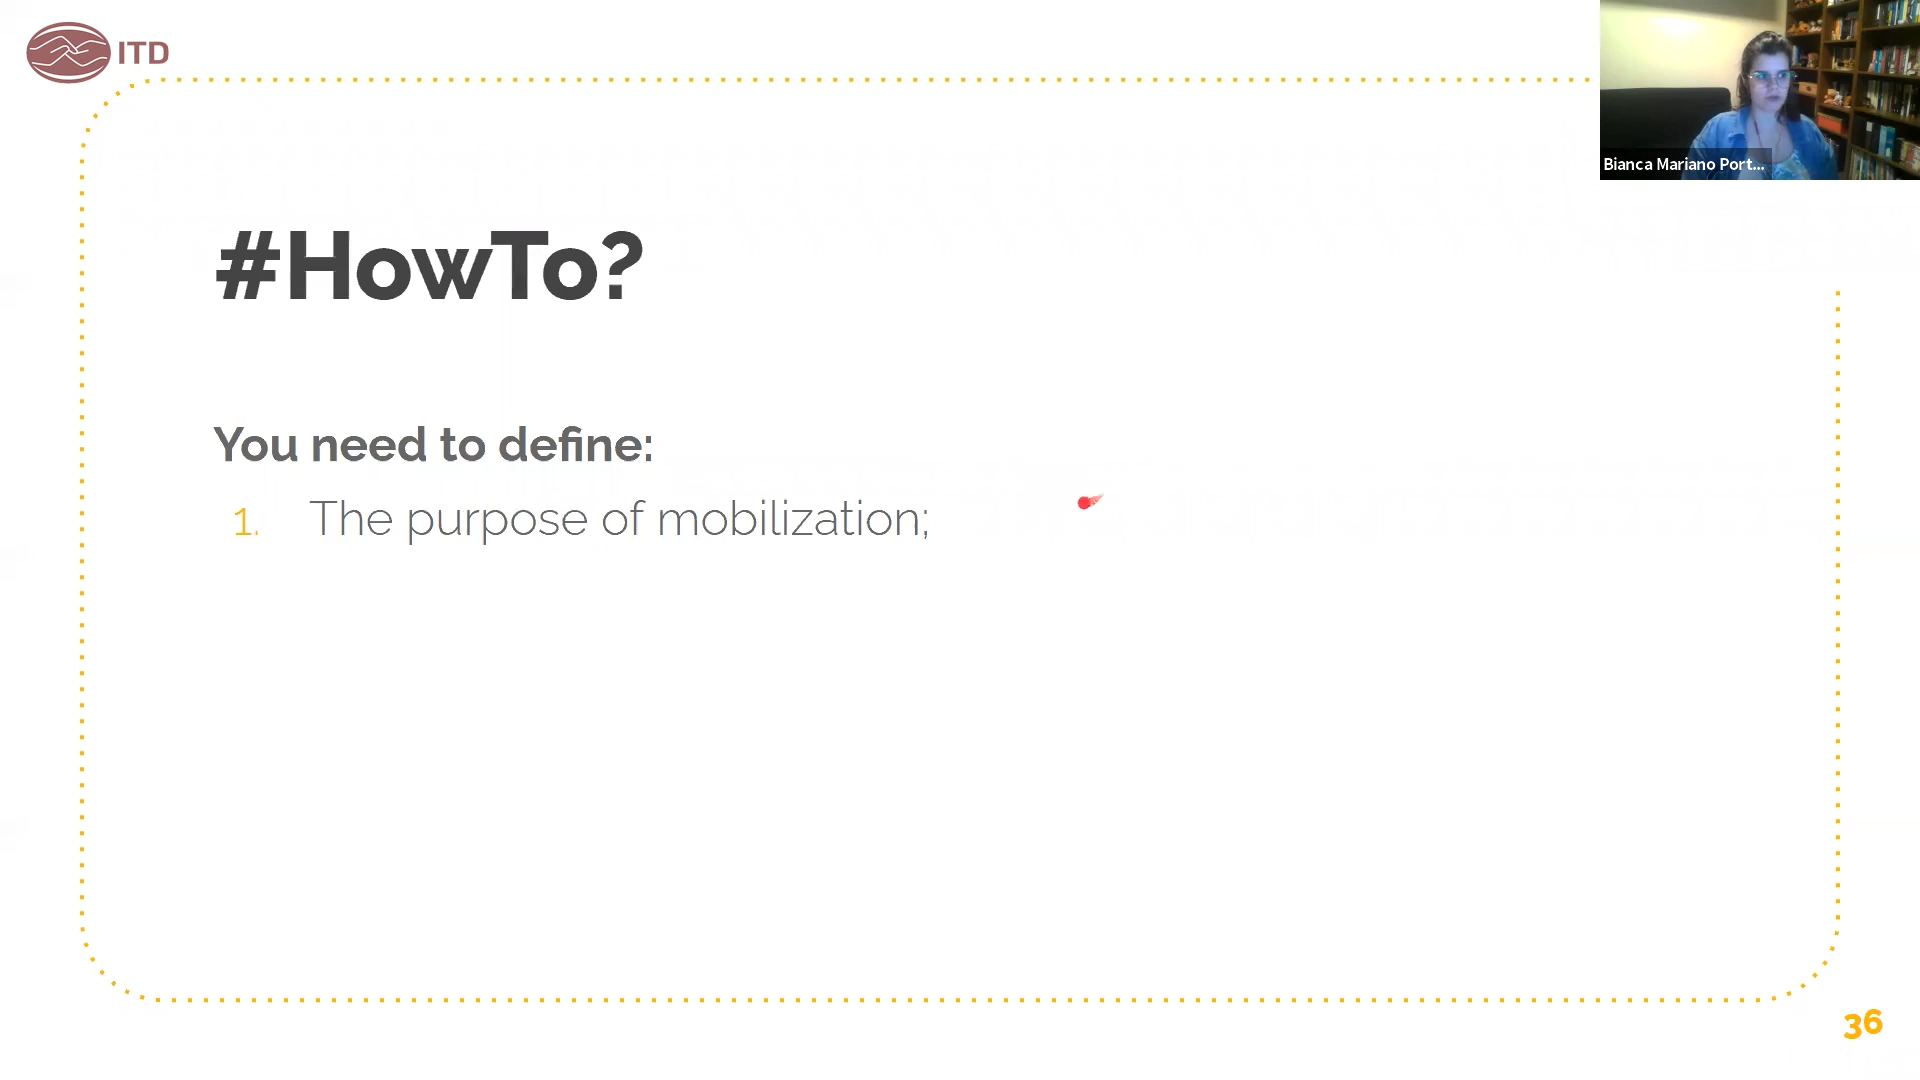 ITD
Bianca Mariano Port...
#HowTo?
You need to define:
1. The purpose of mobilization;
36